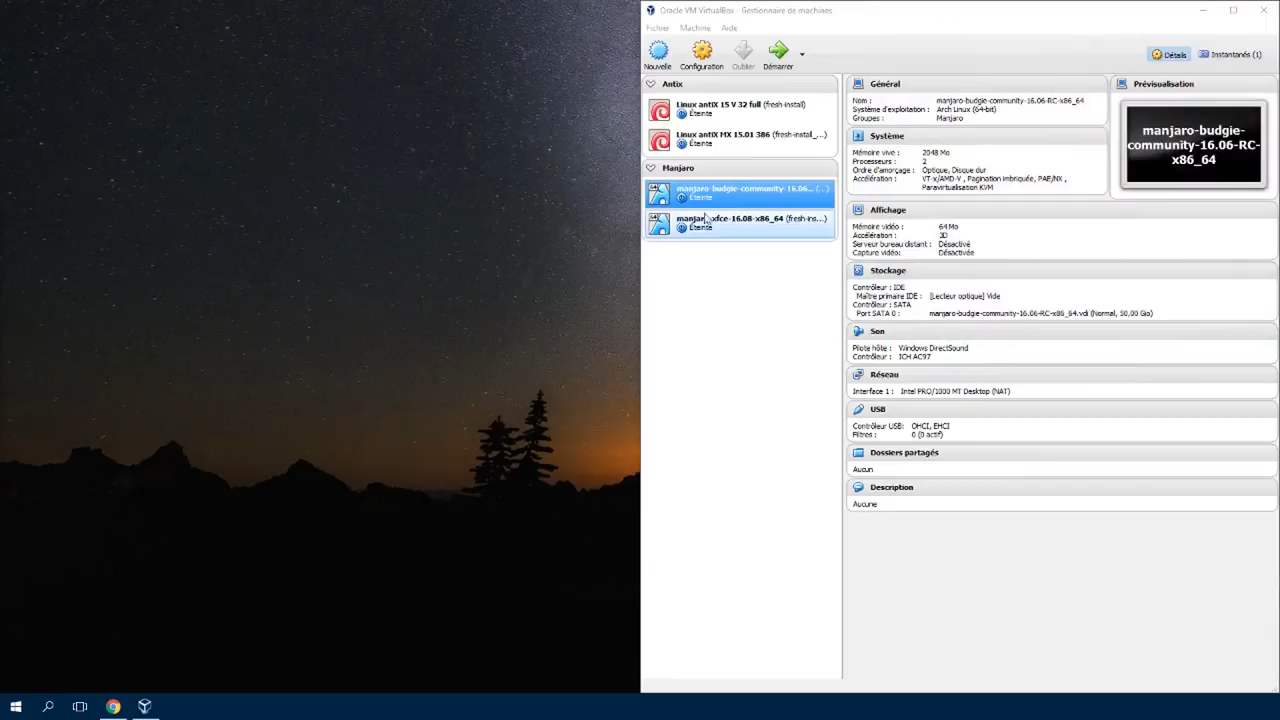 Oracle VM VirtualBox - Gestionnaire de machines
Fichier Machine Aide
Nouvelle Configuration Oublier Démarrer
Détails Instantanés (1)
Antix
Linux antiX 15 V 32 full (fresh-install)
Éteinte
Linux antiX MX 15.01 386 (fresh-install_...)
Éteinte
Manjaro
manjaro-budgie-community-16.06... (...)
Éteinte
manjaro-xfce-16.08-x86_64 (fresh-ins...)
Éteinte
Général
Nom : manjaro-budgie-community-16.06-RC-x86_64
Système d'exploitation : Arch Linux (64-bit)
Groupes : Manjaro
Système
Mémoire vive : 2048 Mo
Processeurs : 2
Ordre d'amorçage : Optique, Disque dur
Accélération : VT-x/AMD-V , Pagination imbriquée, PAE/NX ,
Paravirtualisation KVM
Affichage
Mémoire vidéo : 64 Mo
Accélération : 3D
Serveur bureau distant : Désactivé
Capture vidéo: Désactivée
Stockage
Contrôleur : IDE
Maître primaire IDE : [Lecteur optique] Vide
Contrôleur : SATA
Port SATA 0 : manjaro-budgie-community-16.06-RC-x86_64.vdi (Normal, 50,00 Gio)
Son
Pilote hôte : Windows DirectSound
Contrôleur : ICH AC97
Réseau
Interface 1 : Intel PRO/1000 MT Desktop (NAT)
USB
Contrôleur USB: OHCI, EHCI
Filtres : 0 (0 actif)
Dossiers partagés
Aucun
Description
Aucune
Prévisualisation
manjaro-budgie-
community-16.06-RC-
x86_64